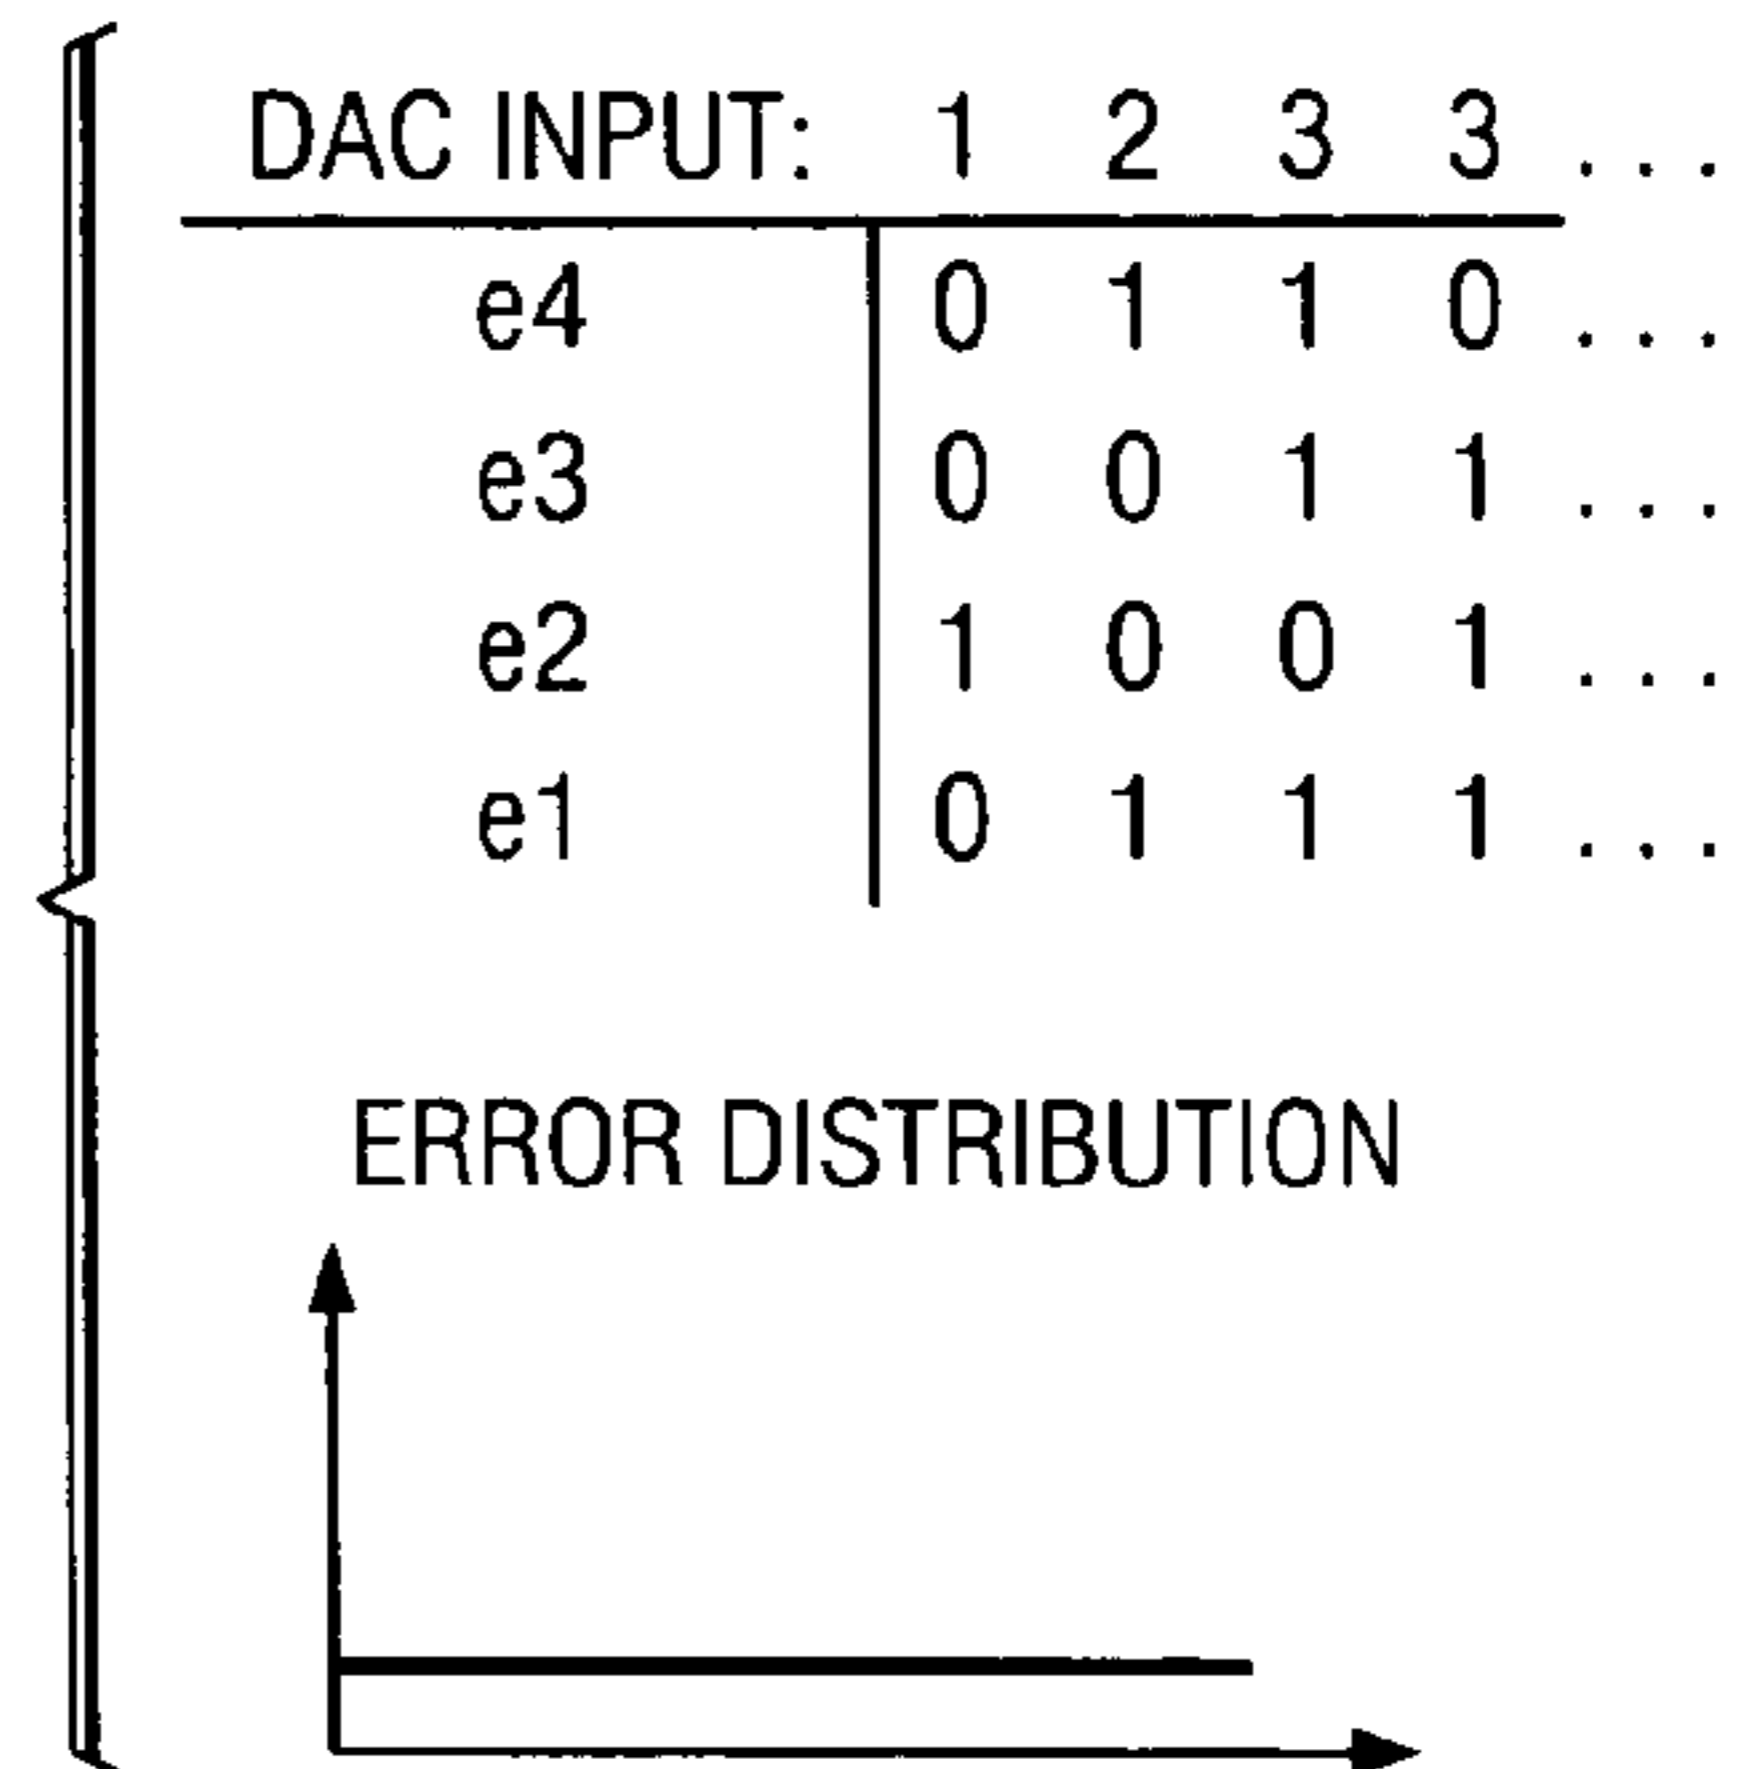 DAC INPUT: 1 2 3 3 . . .
e4 0 1 1 0 . . .
e3 0 0 1 1 . . .
e2 1 0 0 1 . . .
e1 0 1 1 1 . . .
ERROR DISTRIBUTION